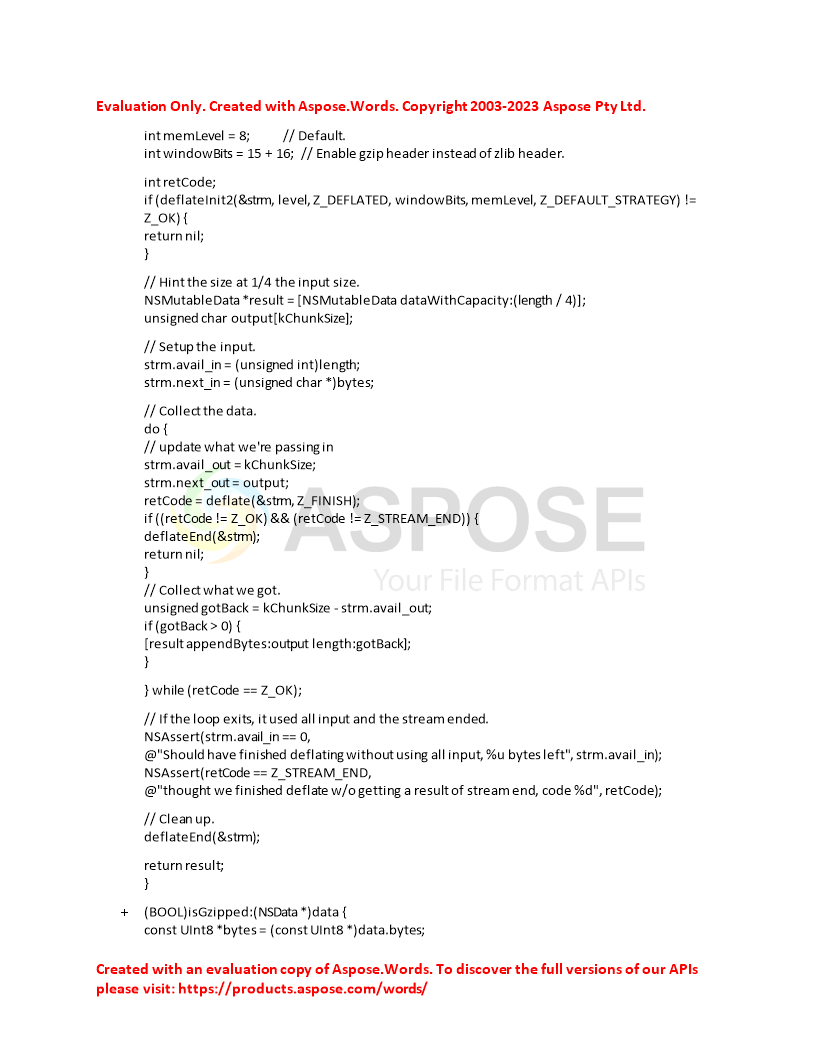 Evaluation Only. Created with Aspose.Words. Copyright 2003-2023 Aspose Pty Ltd.
int memLevel = 8;          // Default.
int windowBits = 15 + 16;  // Enable gzip header instead of zlib header.
int retCode;
if (deflateInit2(&strm, level, Z_DEFLATED, windowBits, memLevel, Z_DEFAULT_STRATEGY) !=
Z_OK) {
return nil;
}
// Hint the size at 1/4 the input size.
NSMutableData *result = [NSMutableData dataWithCapacity:(length / 4)];
unsigned char output[kChunkSize];
// Setup the input.
strm.avail_in = (unsigned int)length;
strm.next_in = (unsigned char *)bytes;
// Collect the data.
do {
// update what we're passing in
strm.avail_out = kChunkSize;
strm.next_out = output;
retCode = deflate(&strm, Z_FINISH);
if ((retCode != Z_OK) && (retCode != Z_STREAM_END)) {
deflateEnd(&strm);
return nil;
}
// Collect what we got.
unsigned gotBack = kChunkSize - strm.avail_out;
if (gotBack > 0) {
[result appendBytes:output length:gotBack];
}
} while (retCode == Z_OK);
// If the loop exits, it used all input and the stream ended.
NSAssert(strm.avail_in == 0,
@"Should have finished deflating without using all input, %u bytes left", strm.avail_in);
NSAssert(retCode == Z_STREAM_END,
@"thought we finished deflate w/o getting a result of stream end, code %d", retCode);
// Clean up.
deflateEnd(&strm);
return result;
}
+ (BOOL)isGzipped:(NSData *)data {
const UInt8 *bytes = (const UInt8 *)data.bytes;
ASPOSE
Your File Format APIs
Created with an evaluation copy of Aspose.Words. To discover the full versions of our APIs
please visit: https://products.aspose.com/words/